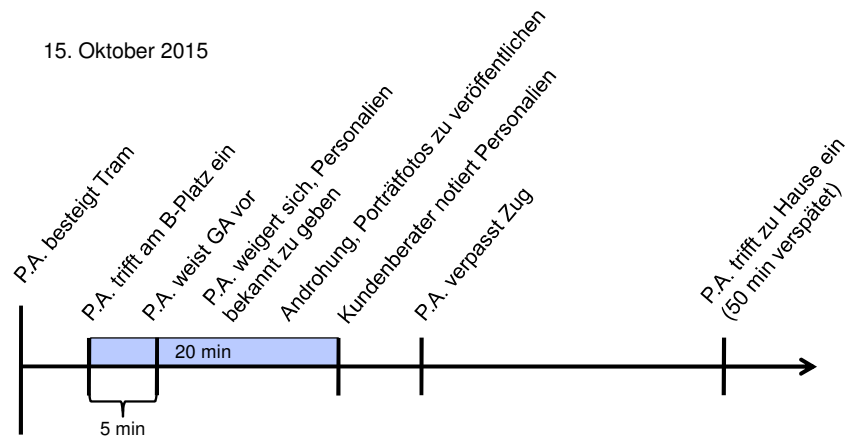 15. Oktober 2015
P.A. besteigt Tram
P.A. trifft am B-Platz ein
P.A. weist GA vor
P.A. weigert sich, Personalien
bekannt zu geben
Androhung, Porträtfotos zu veröffentlichen
Kundenberater notiert Personalien
P.A. verpasst Zug
P.A. trifft zu Hause ein
(50 min verspätet)
20 min
5 min